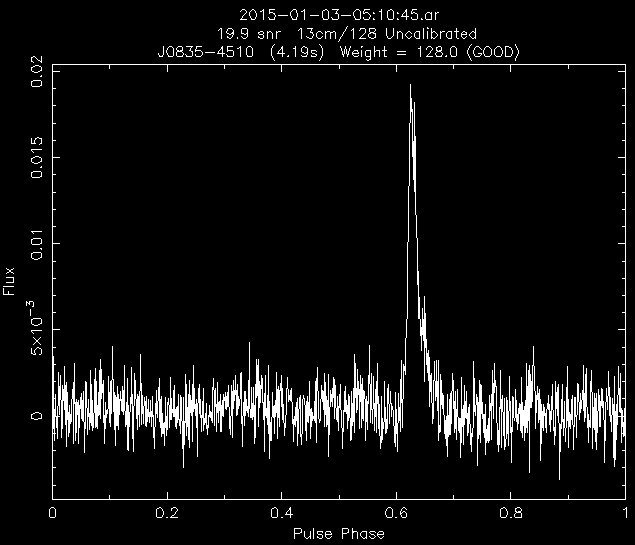 2015-01-03-05:10:45.ar
19.9 snr 13cm/128 Uncalibrated
J0835-4510 (4.19s) Weight = 128.0 (GOOD)
0.02
0.015
0.01
5×10⁻³
0
Flux
0 0.2 0.4 0.6 0.8 1
Pulse Phase